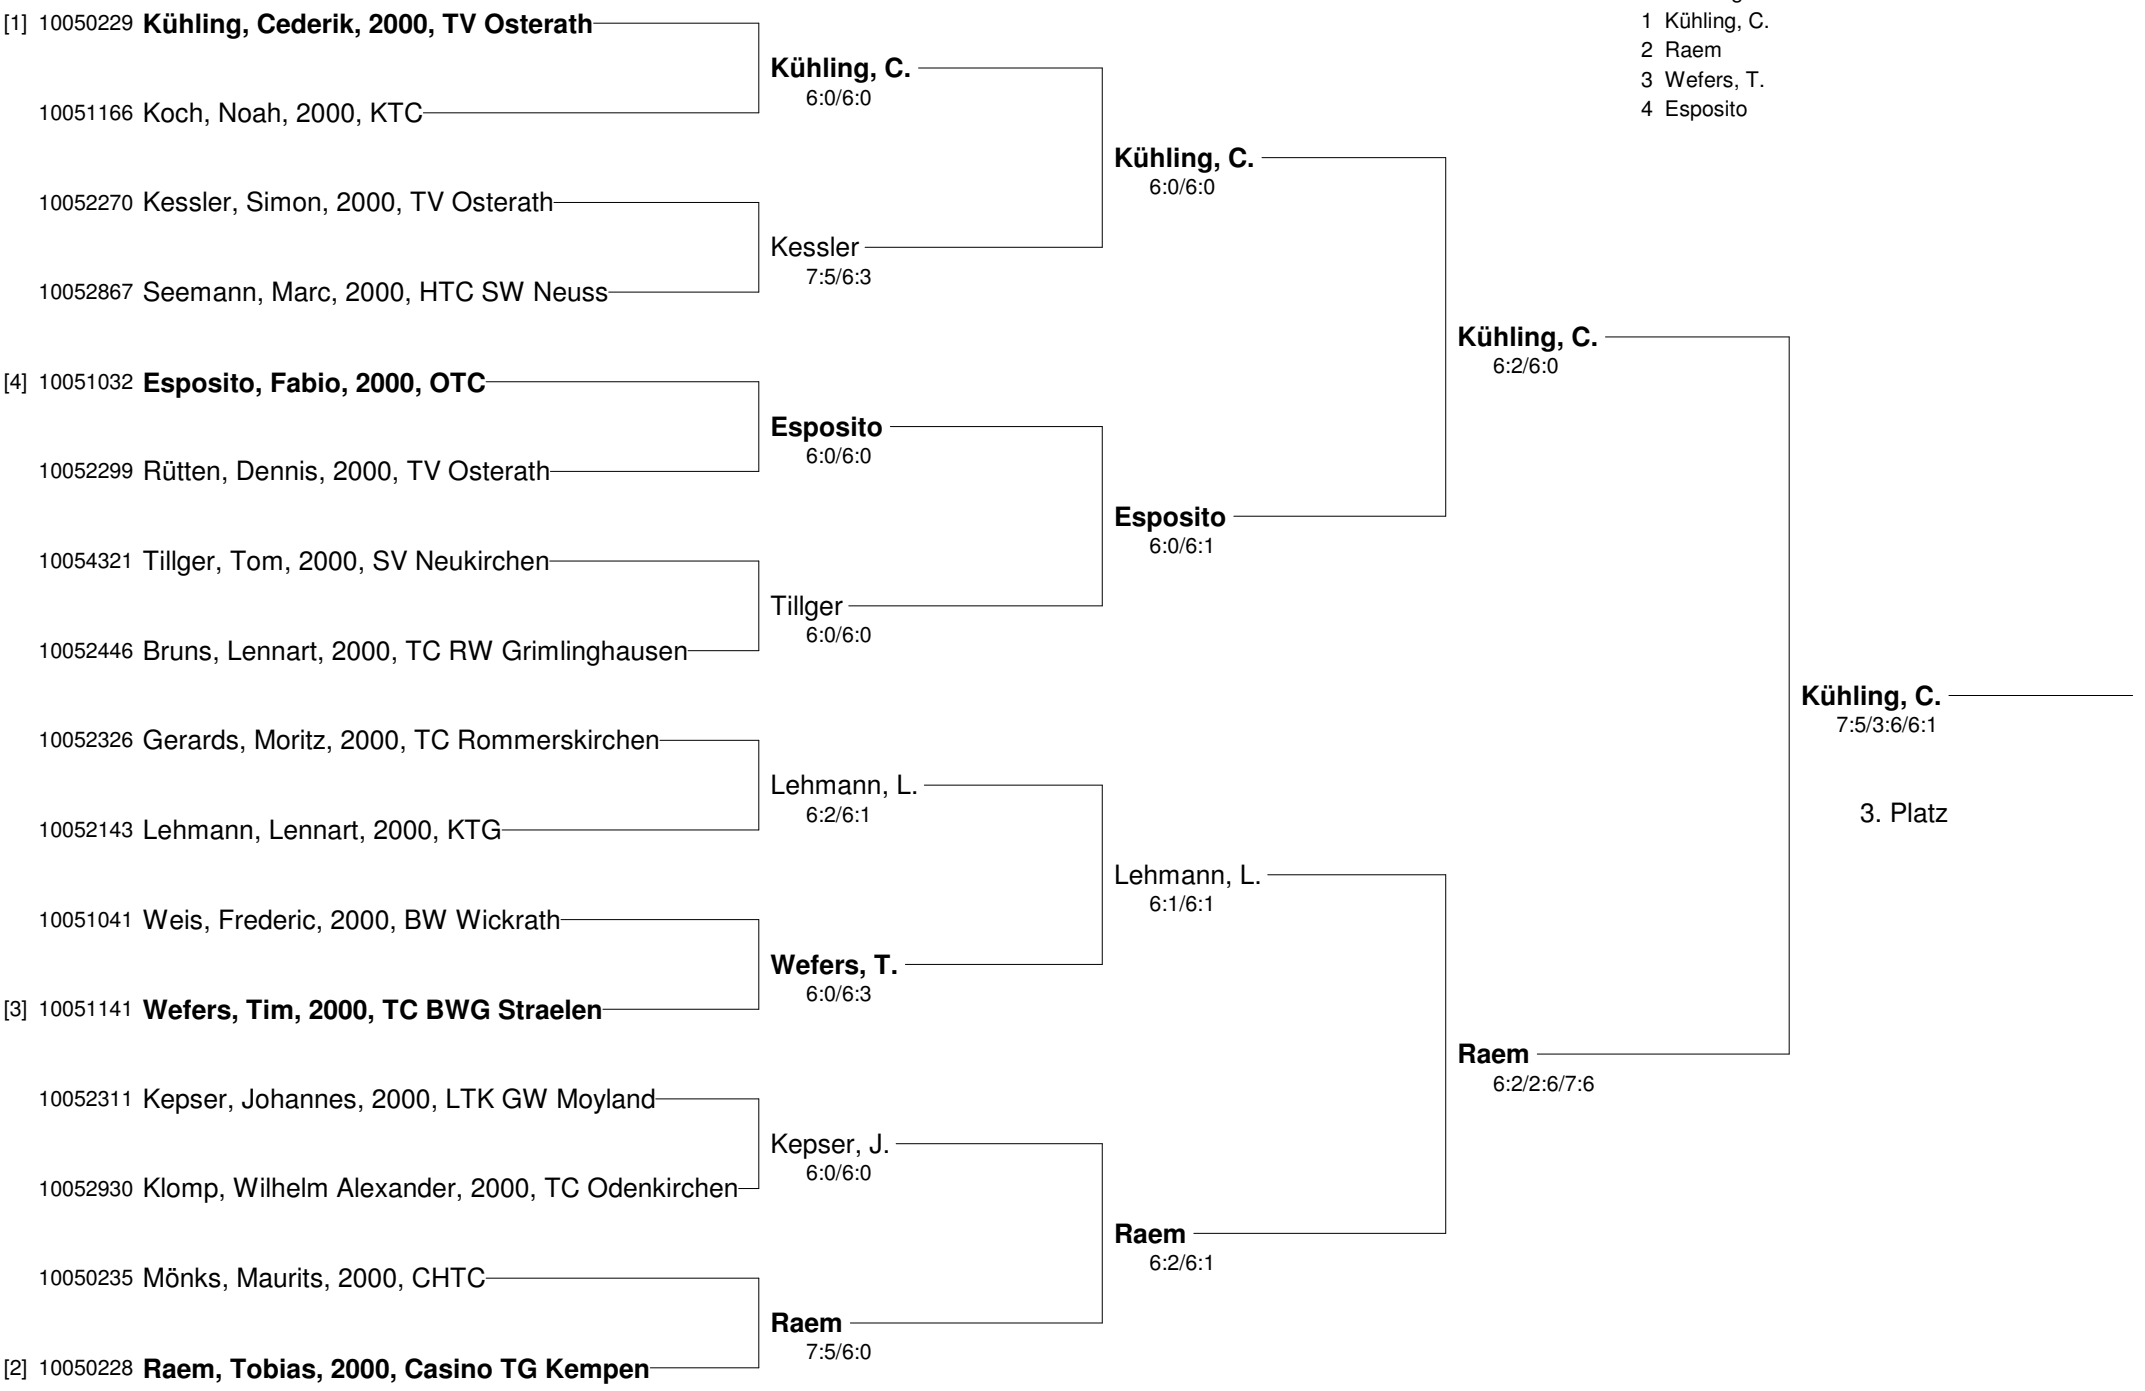 [1] 10050229 Kühling, Cederik, 2000, TV Osterath
10051166 Koch, Noah, 2000, KTC
10052270 Kessler, Simon, 2000, TV Osterath
10052867 Seemann, Marc, 2000, HTC SW Neuss
[4] 10051032 Esposito, Fabio, 2000, OTC
10052299 Rütten, Dennis, 2000, TV Osterath
10054321 Tillger, Tom, 2000, SV Neukirchen
10052446 Bruns, Lennart, 2000, TC RW Grimlinghausen
10052326 Gerards, Moritz, 2000, TC Rommerskirchen
10052143 Lehmann, Lennart, 2000, KTG
10051041 Weis, Frederic, 2000, BW Wickrath
[3] 10051141 Wefers, Tim, 2000, TC BWG Straelen
10052311 Kepser, Johannes, 2000, LTK GW Moyland
10052930 Klomp, Wilhelm Alexander, 2000, TC Odenkirchen
10050235 Mönks, Maurits, 2000, CHTC
[2] 10050228 Raem, Tobias, 2000, Casino TG Kempen
Kühling, C.
6:0/6:0
Kessler
7:5/6:3
Esposito
6:0/6:0
Tillger
6:0/6:0
Lehmann, L.
6:2/6:1
Wefers, T.
6:0/6:3
Kepser, J.
6:0/6:0
Raem
7:5/6:0
Kühling, C.
6:0/6:0
Esposito
6:0/6:1
Lehmann, L.
6:1/6:1
Raem
6:2/6:1
Kühling, C.
6:2/6:0
Raem
6:2/2:6/7:6
1 Kühling, C.
2 Raem
3 Wefers, T.
4 Esposito
Kühling, C.
7:5/3:6/6:1
3. Platz